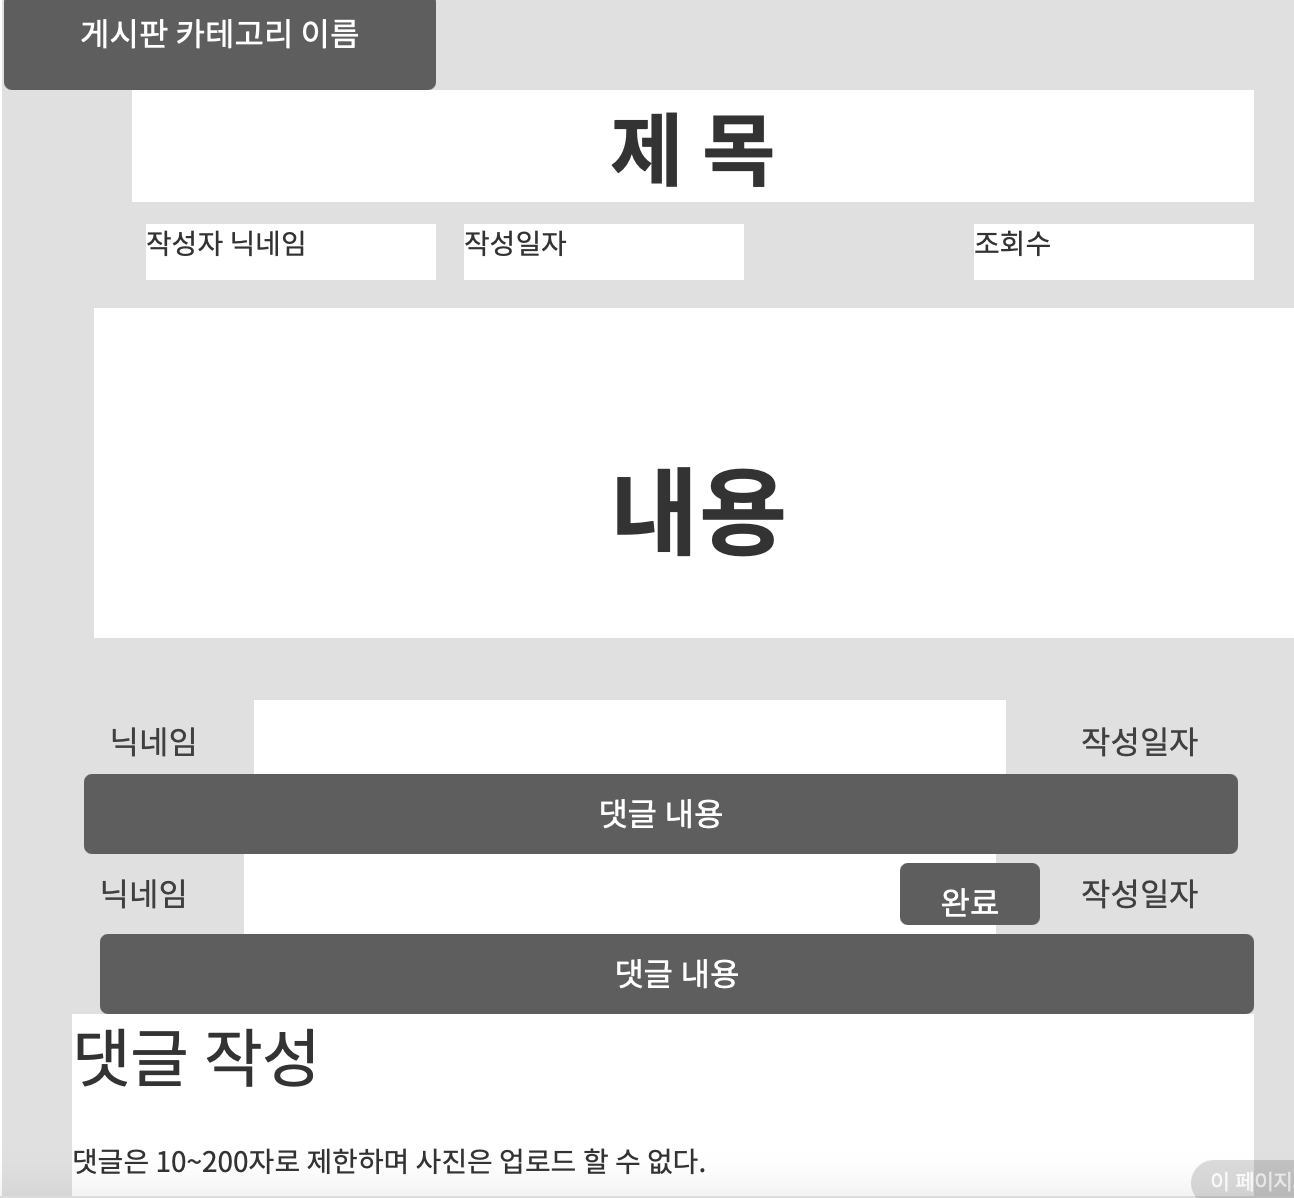 게시판 카테고리 이름
제 목
작성자 닉네임
작성일자
조회수
내용
닉네임
작성일자
댓글 내용
닉네임
완료
작성일자
댓글 내용
댓글 작성
댓글은 10~200자로 제한하며 사진은 업로드 할 수 없다.
이 페이지